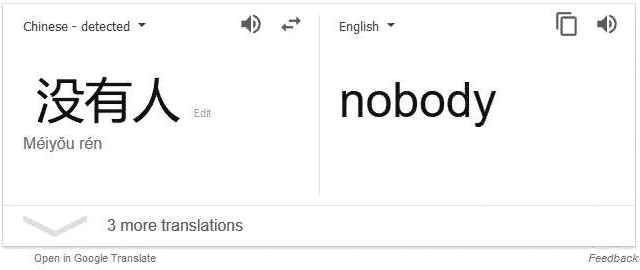 Chinese - detected
English
没有人 Edit
nobody
Méiyǒu rén
3 more translations
Open in Google Translate
Feedback